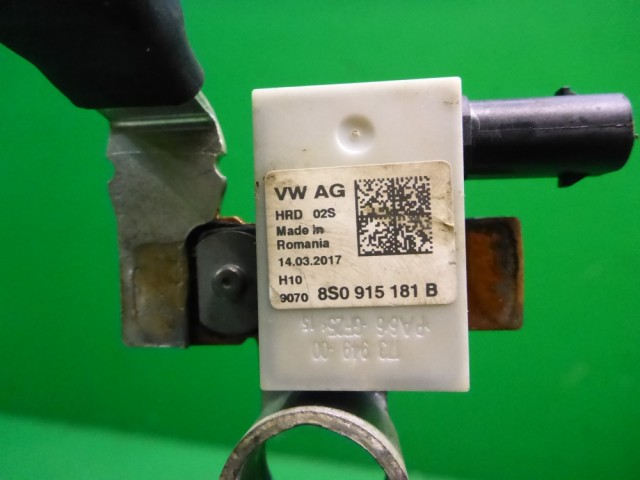 VW AG
HRD 02S
Made in
Romania
14.03.2017
H10
9070 8S0 915 181 B